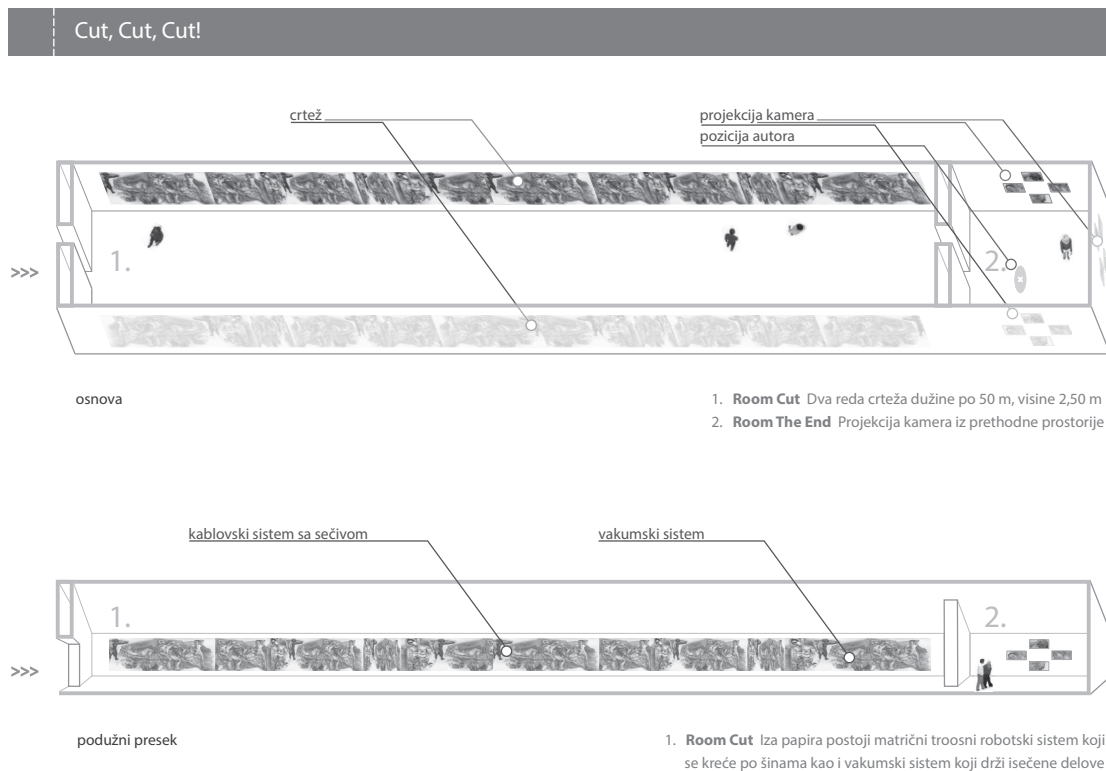 Cut, Cut, Cut!
crtež
projekcija kamera
pozicija autora
1.
2.
>>>
osnova
1. Room Cut Dva reda crteža dužine po 50 m, visine 2,50 m
2. Room The End Projekcija kamera iz prethodne prostorije
kablovski sistem sa sečivom
vakumski sistem
1.
2.
>>>
podužni presek
1. Room Cut Iza papira postoji matrični troosni robotski sistem koji
se kreće po šinama kao i vakumski sistem koji drži isečene delove